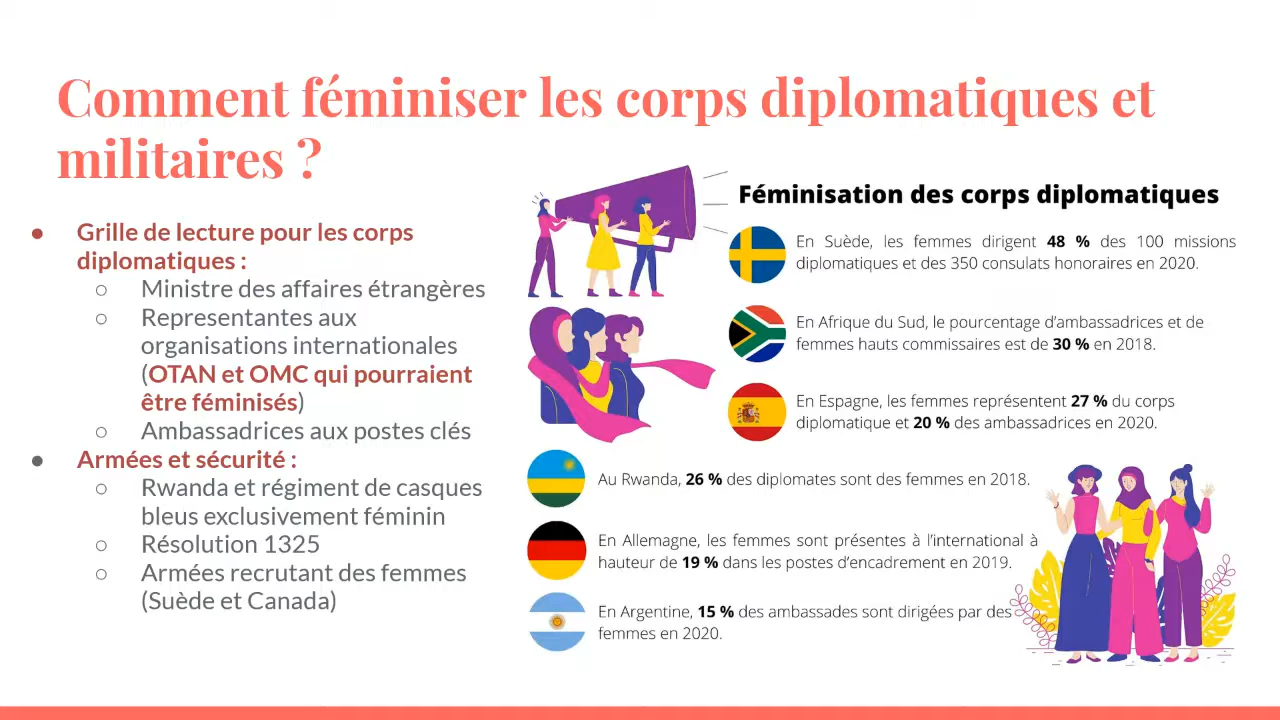 Comment féminiser les corps diplomatiques et
militaires ?
● Grille de lecture pour les corps
diplomatiques :
○ Ministre des affaires étrangères
○ Representantes aux
organisations internationales
(OTAN et OMC qui pourraient
être féminisés)
○ Ambassadrices aux postes clés
● Armées et sécurité :
○ Rwanda et régiment de casques
bleus exclusivement féminin
○ Résolution 1325
○ Armées recrutant des femmes
(Suède et Canada)
Féminisation des corps diplomatiques
En Suède, les femmes dirigent 48 % des 100 missions
diplomatiques et des 350 consulats honoraires en 2020.
En Afrique du Sud, le pourcentage d'ambassadrices et de
femmes hauts commissaires est de 30 % en 2018.
En Espagne, les femmes représentent 27 % du corps
diplomatique et 20 % des ambassadrices en 2020.
Au Rwanda, 26 % des diplomates sont des femmes en 2018.
En Allemagne, les femmes sont présentes à l'international à
hauteur de 19 % dans les postes d'encadrement en 2019.
En Argentine, 15 % des ambassades sont dirigées par des
femmes en 2020.